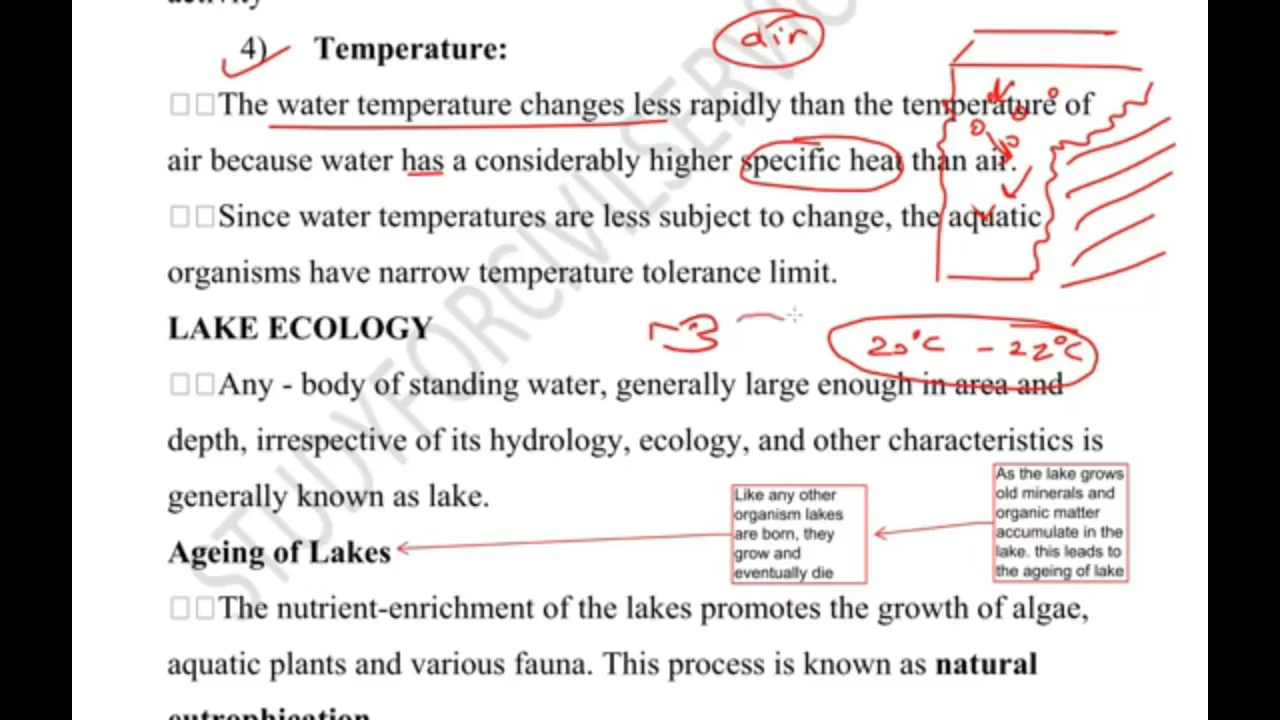 activity
4) Temperature:
air
□□The water temperature changes less rapidly than the temperature of
air because water has a considerably higher specific heat than air.
□□Since water temperatures are less subject to change, the aquatic
organisms have narrow temperature tolerance limit.
LAKE ECOLOGY
20°C - 22°C
□□Any - body of standing water, generally large enough in area and
depth, irrespective of its hydrology, ecology, and other characteristics is
generally known as lake.
Like any other
organism lakes
are born, they
grow and
eventually die
As the lake grows
old minerals and
organic matter
accumulate in the
lake. this leads to
the ageing of lake
Ageing of Lakes
□□The nutrient-enrichment of the lakes promotes the growth of algae,
aquatic plants and various fauna. This process is known as natural
eutrophication
STUDYFORCIVILSERVIC